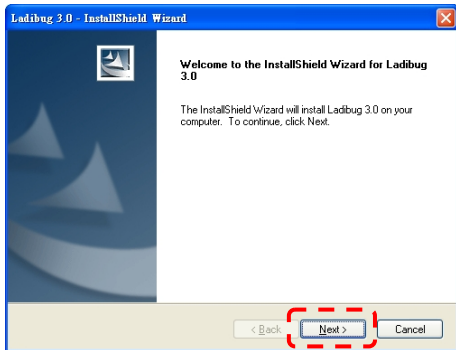 Ladibug 3.0 - InstallShield Wizard
Welcome to the InstallShield Wizard for Ladibug
3.0
The InstallShield Wizard will install Ladibug 3.0 on your
computer. To continue, click Next.
< Back Next > Cancel